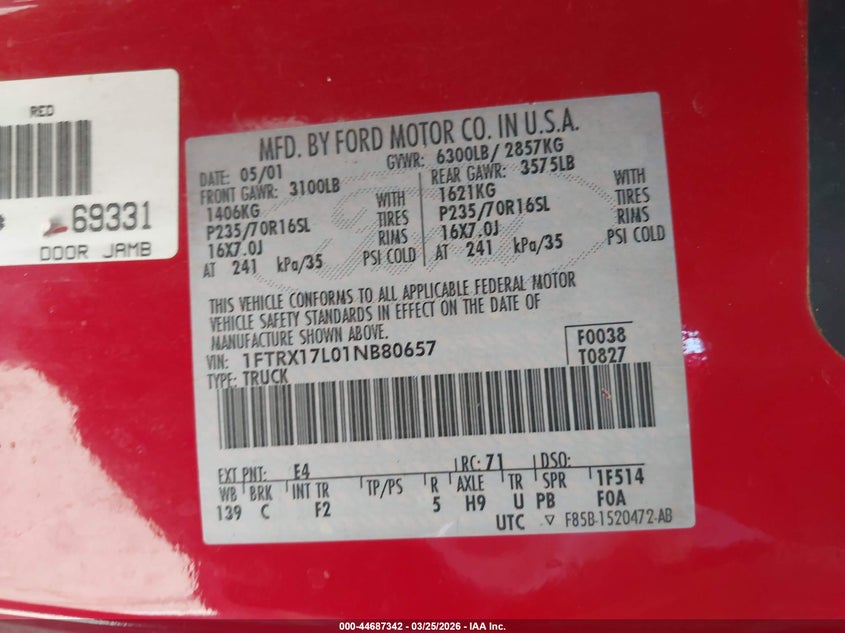 RED
69331
DOOR JAMB
MFD. BY FORD MOTOR CO. IN U.S.A.
DATE: 05/01 GVWR: 6300LB/ 2857KG
FRONT GAWR: 3100LB REAR GAWR: 3575LB
1406KG WITH 1621KG WITH
P235/70R16SL TIRES P235/70R16SL TIRES
16X7.0J RIMS 16X7.0J RIMS
AT 241 kPa/35 PSI COLD AT 241 kPa/35 PSI COLD
THIS VEHICLE CONFORMS TO ALL APPLICABLE FEDERAL MOTOR
VEHICLE SAFETY STANDARDS IN EFFECT ON THE DATE OF
MANUFACTURE SHOWN ABOVE.
VIN: 1FTRX17L01NB80657 F0038
TYPE: TRUCK T0827
EXT PNT: E4 RC: 71 DSO:
WB BRK INT TR TP/PS R AXLE TR SPR 1F514
139 C F2 5 H9 U PB F0A
UTC ▽ F85B-1520472-AB
000-44687342 - 03/25/2026 - IAA Inc.